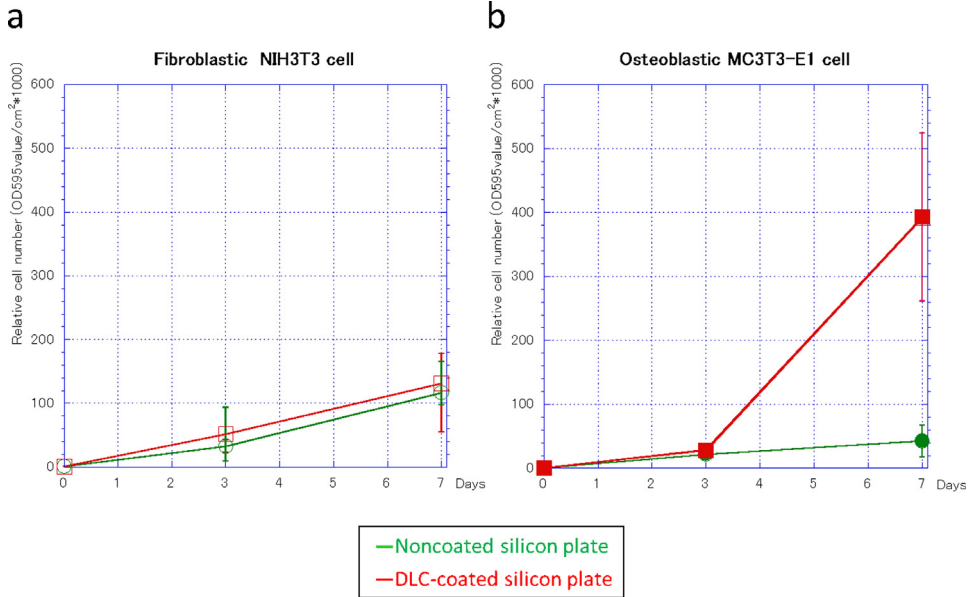 a
Fibroblastic NIH3T3 cell
Relative cell number (OD595value/cm²*1000)
600
500
400
300
200
100
0
0 1 2 3 4 5 6 7 Days
b
Osteoblastic MC3T3-E1 cell
Relative cell number (OD595value/cm²*1000)
600
500
400
300
200
100
0
0 1 2 3 4 5 6 7 Days
Noncoated silicon plate
DLC-coated silicon plate